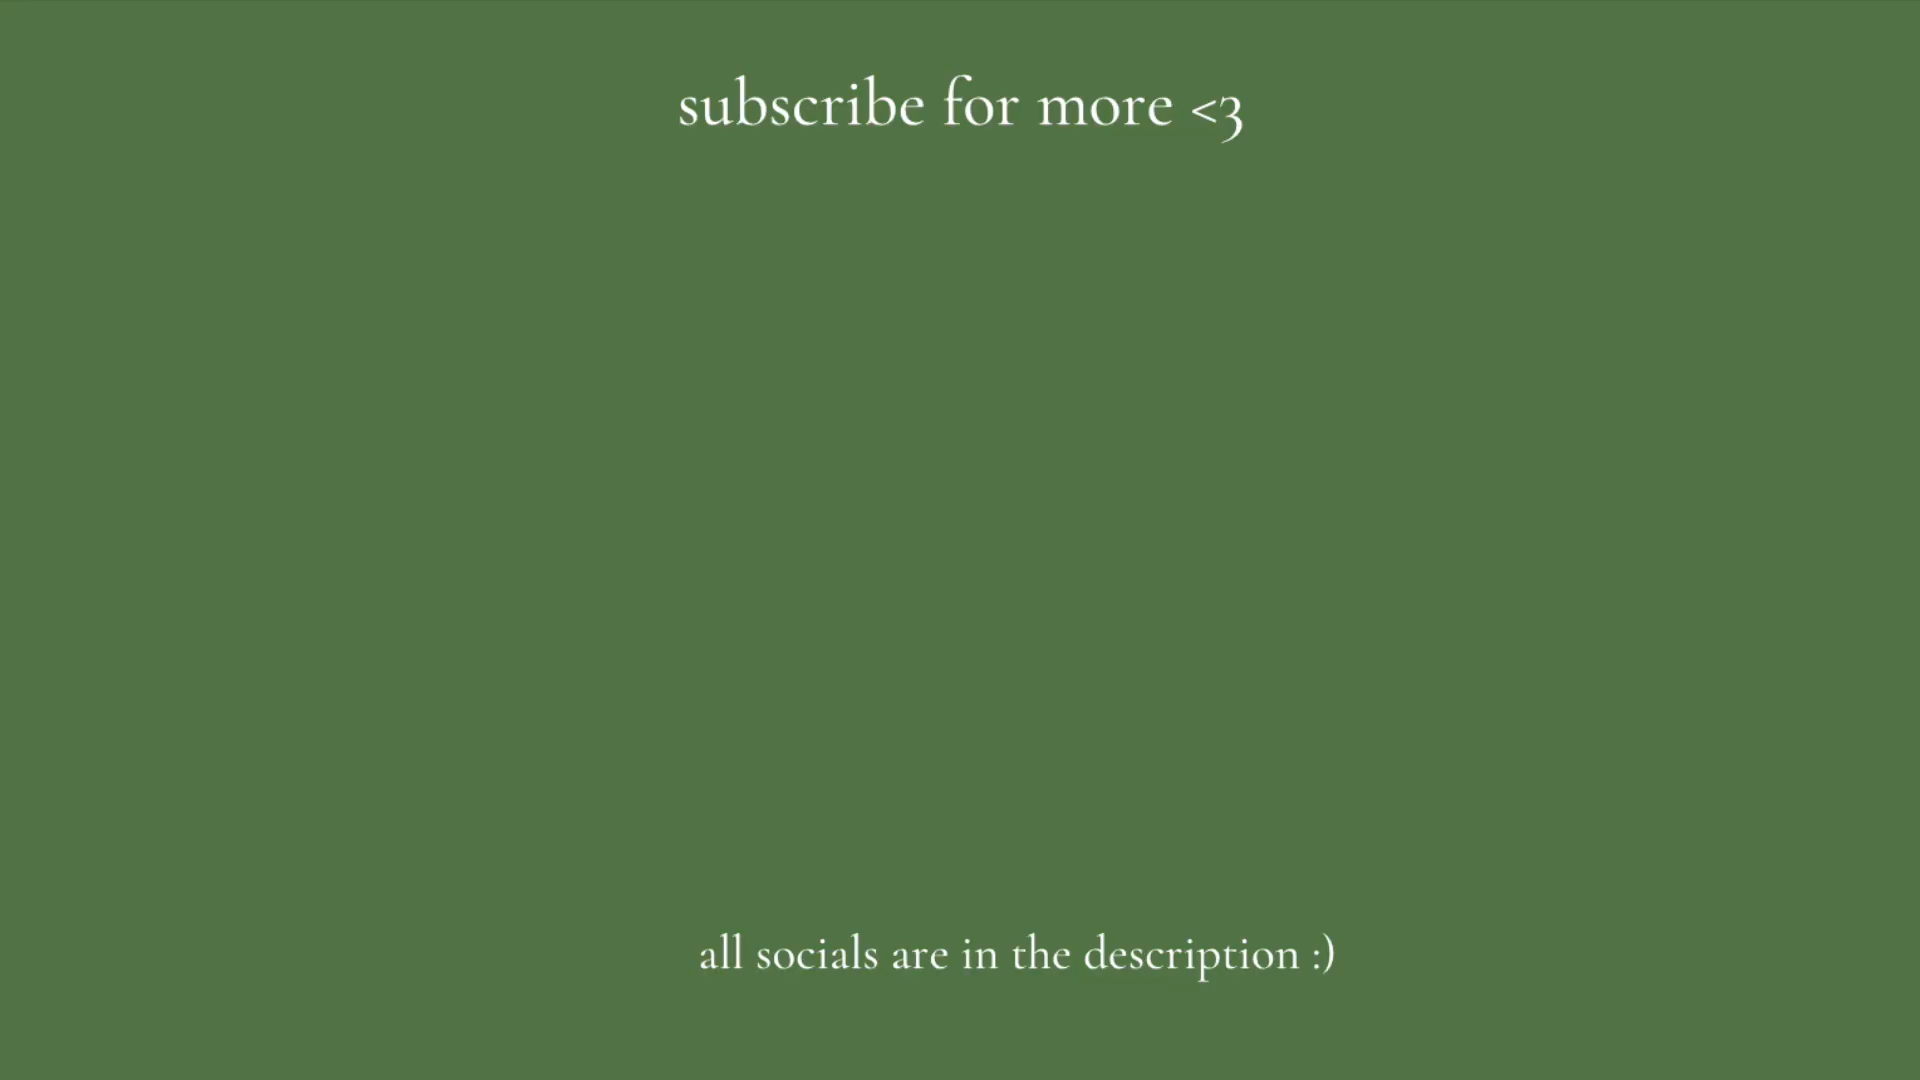 subscribe for more <3
all socials are in the description :)